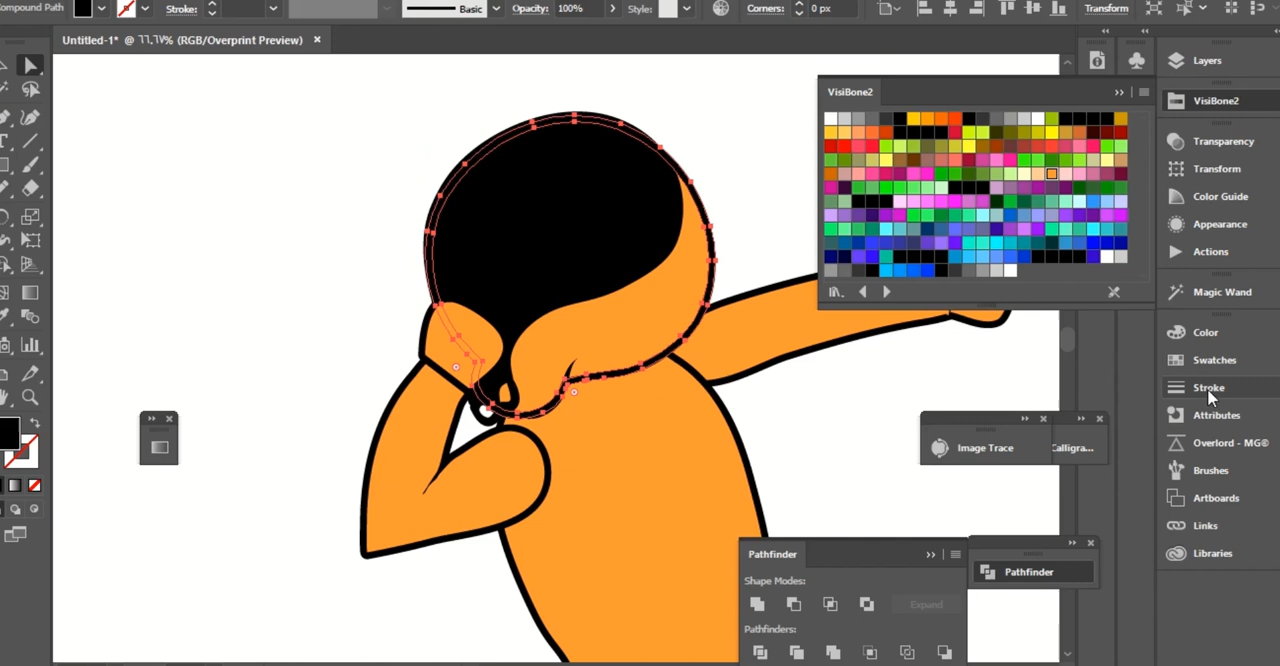 Compound Path
Stroke:
Basic
Opacity:
100%
Style:
Corners:
0 px
Transform
Untitled-1* @ ٦٦.٦٧% (RGB/Overprint Preview)
VisiBone2
Layers
VisiBone2
Transparency
Transform
Color Guide
Appearance
Actions
Magic Wand
Color
Swatches
Stroke
Attributes
Overlord - MG®
Brushes
Artboards
Links
Libraries
Image Trace
Calligra...
Pathfinder
Shape Modes:
Expand
Pathfinders:
Pathfinder